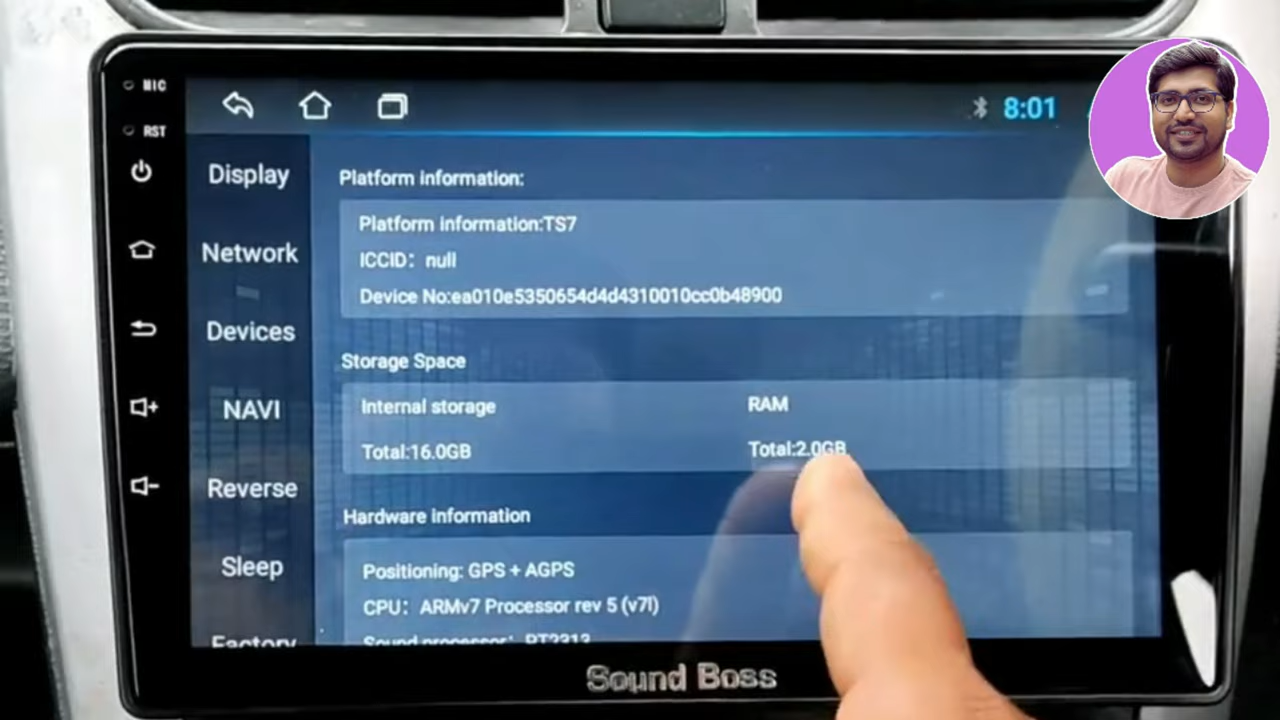 MIC
RST
8:01
Display
Network
Devices
NAVI
Reverse
Sleep
Factory
Platform information:
Platform information:TS7
ICCID: null
Device No:ea010e5350654d4d4310010cc0b48900
Storage Space
Internal storage
RAM
Total:16.0GB
Total:2.0GB
Hardware information
Positioning: GPS + AGPS
CPU: ARMv7 Processor rev 5 (v7l)
Sound processor: PT2313
Sound Boss